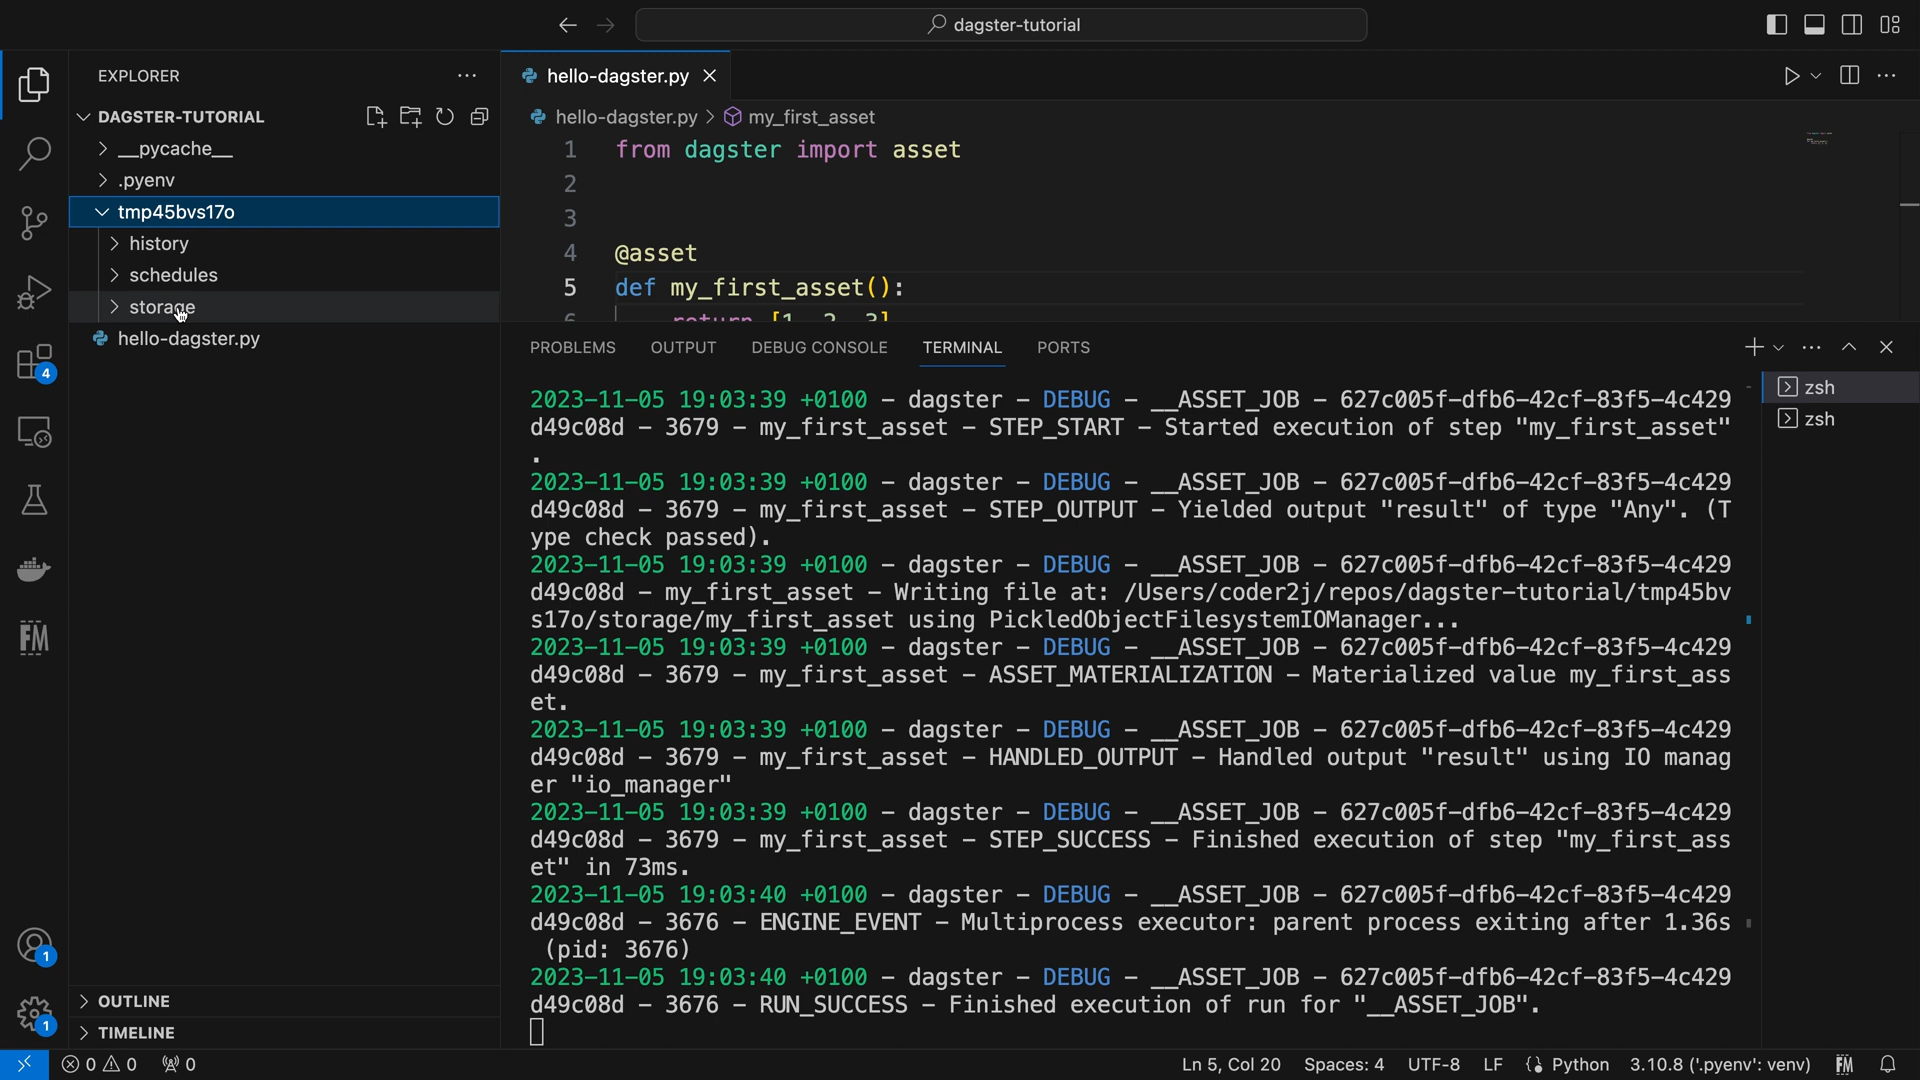 dagster-tutorial
EXPLORER
DAGSTER-TUTORIAL
__pycache__
.pyenv
tmp45bvs17o
history
schedules
storage
hello-dagster.py
OUTLINE
TIMELINE
4
1
1
hello-dagster.py
hello-dagster.py > my_first_asset
1 from dagster import asset
2
3
4 @asset
5 def my_first_asset():
6 return [1, 2, 3]
PROBLEMS OUTPUT DEBUG CONSOLE TERMINAL PORTS
zsh
zsh
2023-11-05 19:03:39 +0100 - dagster - DEBUG - __ASSET_JOB - 627c005f-dfb6-42cf-83f5-4c429
d49c08d - 3679 - my_first_asset - STEP_START - Started execution of step "my_first_asset"
.
2023-11-05 19:03:39 +0100 - dagster - DEBUG - __ASSET_JOB - 627c005f-dfb6-42cf-83f5-4c429
d49c08d - 3679 - my_first_asset - STEP_OUTPUT - Yielded output "result" of type "Any". (T
ype check passed).
2023-11-05 19:03:39 +0100 - dagster - DEBUG - __ASSET_JOB - 627c005f-dfb6-42cf-83f5-4c429
d49c08d - my_first_asset - Writing file at: /Users/coder2j/repos/dagster-tutorial/tmp45bv
s17o/storage/my_first_asset using PickledObjectFilesystemIOManager...
2023-11-05 19:03:39 +0100 - dagster - DEBUG - __ASSET_JOB - 627c005f-dfb6-42cf-83f5-4c429
d49c08d - 3679 - my_first_asset - ASSET_MATERIALIZATION - Materialized value my_first_ass
et.
2023-11-05 19:03:39 +0100 - dagster - DEBUG - __ASSET_JOB - 627c005f-dfb6-42cf-83f5-4c429
d49c08d - 3679 - my_first_asset - HANDLED_OUTPUT - Handled output "result" using IO manag
er "io_manager"
2023-11-05 19:03:39 +0100 - dagster - DEBUG - __ASSET_JOB - 627c005f-dfb6-42cf-83f5-4c429
d49c08d - 3679 - my_first_asset - STEP_SUCCESS - Finished execution of step "my_first_ass
et" in 73ms.
2023-11-05 19:03:40 +0100 - dagster - DEBUG - __ASSET_JOB - 627c005f-dfb6-42cf-83f5-4c429
d49c08d - 3676 - ENGINE_EVENT - Multiprocess executor: parent process exiting after 1.36s
(pid: 3676)
2023-11-05 19:03:40 +0100 - dagster - DEBUG - __ASSET_JOB - 627c005f-dfb6-42cf-83f5-4c429
d49c08d - 3676 - RUN_SUCCESS - Finished execution of run for "__ASSET_JOB".
0 0 0 Ln 5, Col 20 Spaces: 4 UTF-8 LF Python 3.10.8 ('.pyenv': venv) FM
FM